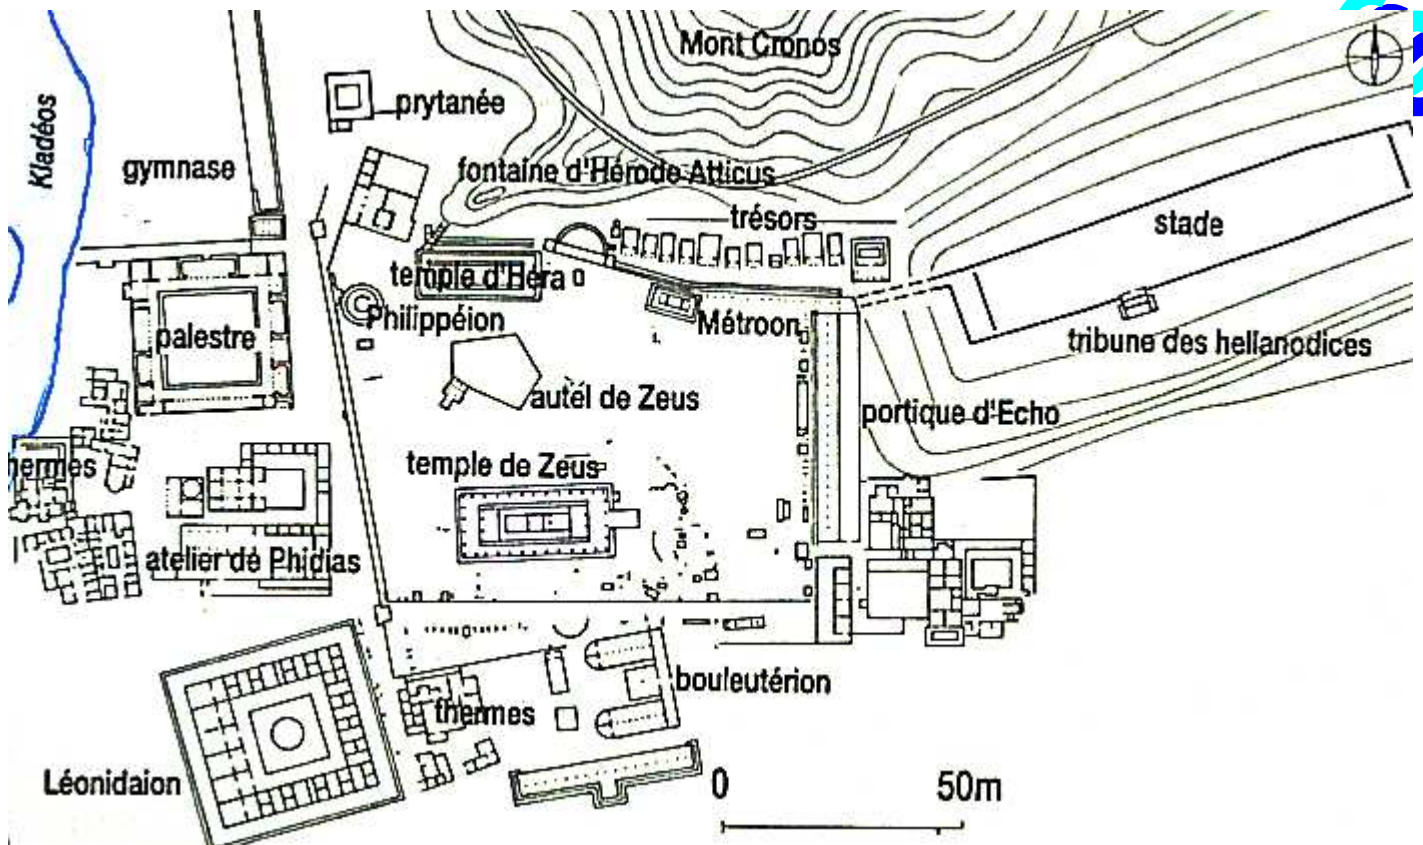 Mont Cronos
prytanée
Kladéos
gymnase
fontaine d'Hérode Atticus
trésors
stade
temple d'Héra
Philippéion
Métroon
palestre
tribune des hellanodices
autel de Zeus
portique d'Echo
temple de Zeus
hermes
atelier de Phidias
bouleutérion
thermes
Léonidaion
0 50m